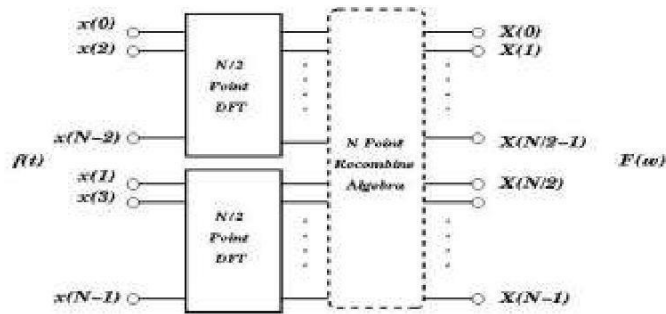 x(0)
x(2)
x(N-2)
f(t)
x(1)
x(3)
x(N-1)
N/2
Point
DFT
N/2
Point
DFT
N Point
Recombine
Algebra
X(0)
X(1)
X(N/2-1)
X(N/2)
X(N-1)
F(w)